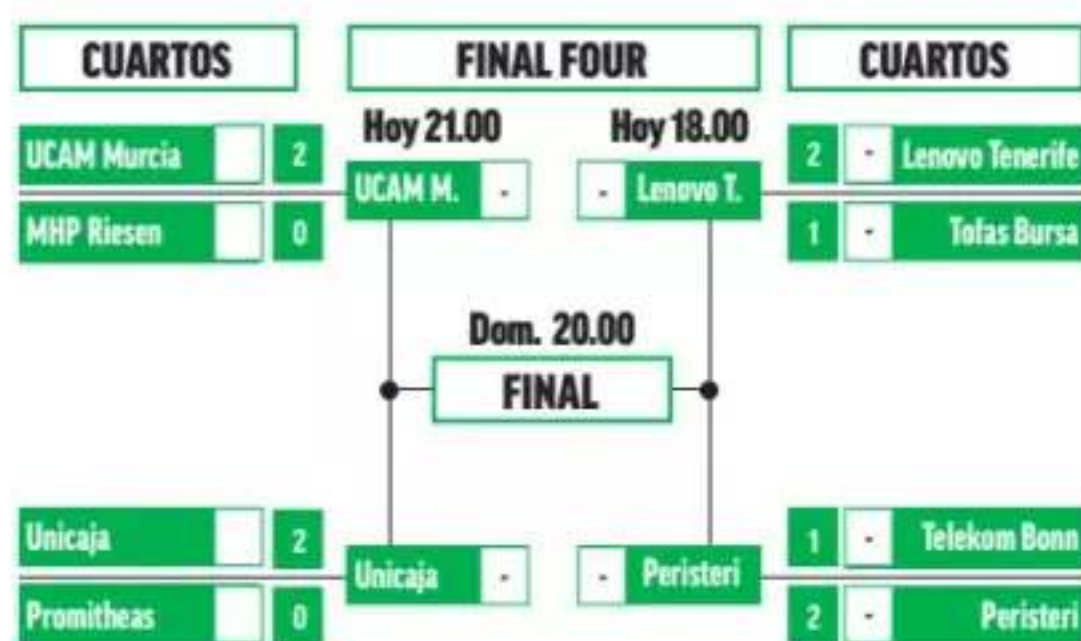 CUARTOS FINAL FOUR CUARTOS
Hoy 21.00 Hoy 18.00
UCAM Murcia 2
UCAM M. -
- Lenovo T.
2 - Lenovo Tenerife
MHP Riesen 0
1 - Tofas Bursa
Dom. 20.00
FINAL
Unicaja 2
Unicaja -
- Peristeri
1 - Telekom Bonn
Promitheas 0
2 - Peristeri